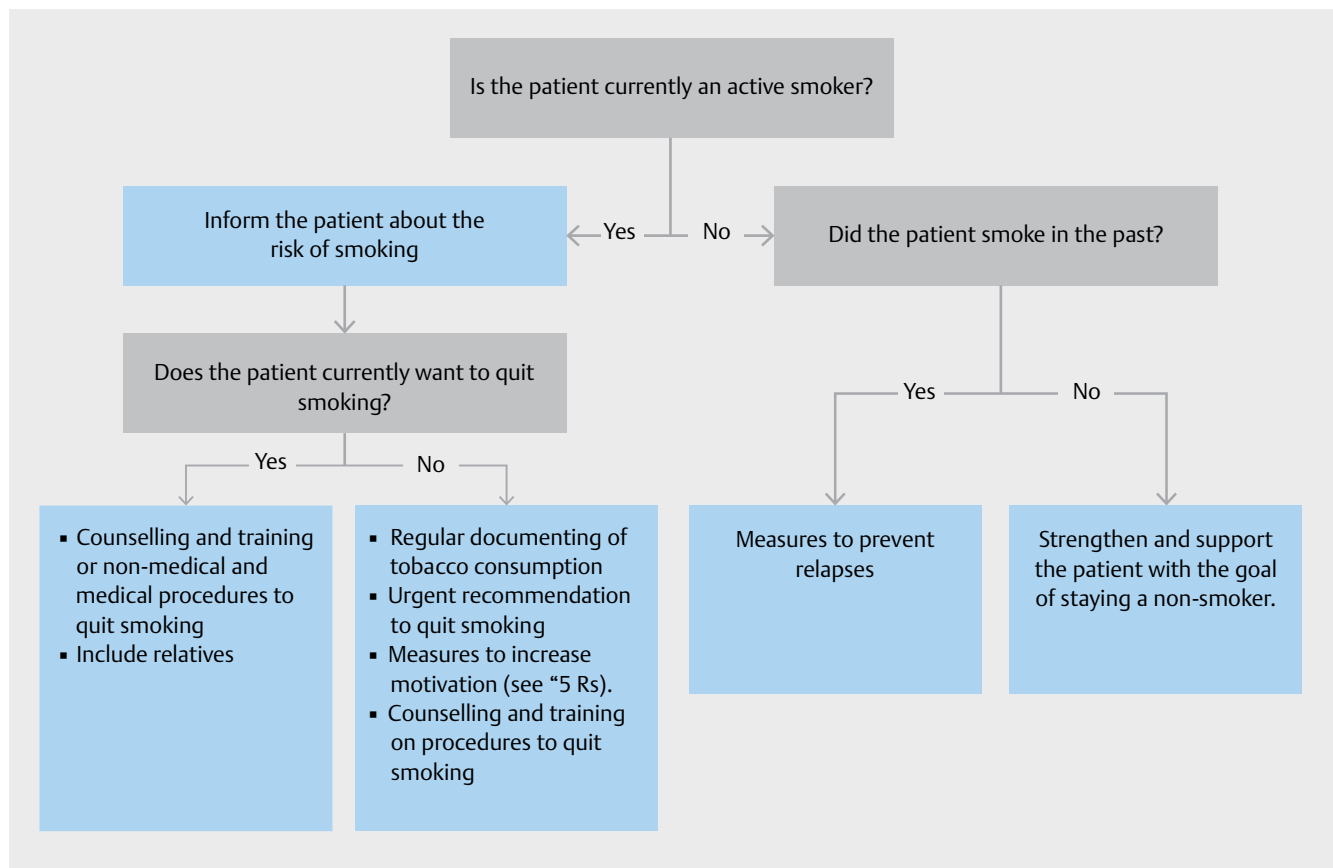 Is the patient currently an active smoker?
Inform the patient about the
risk of smoking
Yes
No
Did the patient smoke in the past?
Does the patient currently want to quit
smoking?
Yes
No
Yes
No
▪ Counselling and training
or non-medical and
medical procedures to
quit smoking
▪ Include relatives
▪ Regular documenting of
tobacco consumption
▪ Urgent recommendation
to quit smoking
▪ Measures to increase
motivation (see “5 Rs).
▪ Counselling and training
on procedures to quit
smoking
Measures to prevent
relapses
Strengthen and support
the patient with the goal
of staying a non-smoker.